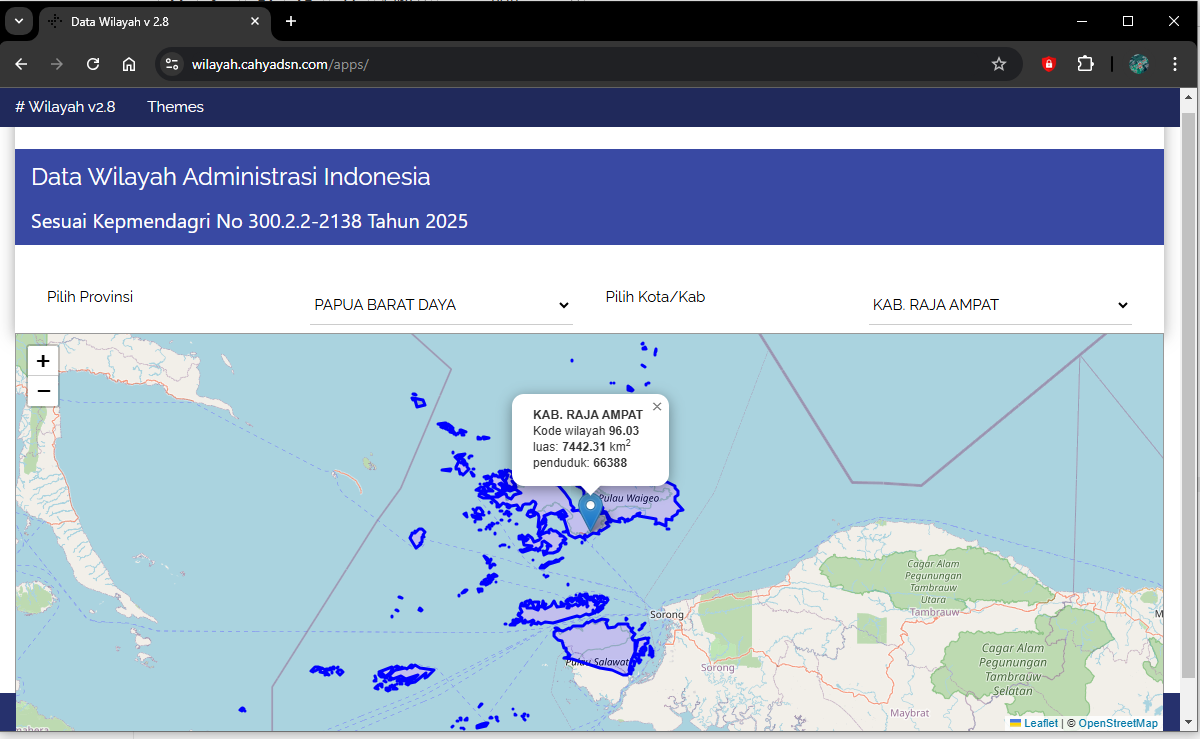 Data Wilayah v 2.8
wilayah.cahyadsn.com/apps/
# Wilayah v2.8 Themes
Data Wilayah Administrasi Indonesia
Sesuai Kepmendagri No 300.2.2-2138 Tahun 2025
Pilih Provinsi PAPUA BARAT DAYA Pilih Kota/Kab KAB. RAJA AMPAT
+
−
KAB. RAJA AMPAT ×
Kode wilayah 96.03
luas: 7442.31 km2
penduduk: 66388
Pulau Waigeo
Cagar Alam
Pegunungan
Tambrauw
Utara
Tambrauw
Sorong
Cagar Alam
Pegunungan
Tambrauw
Selatan
Pulau Salawati
Sorong
Maybrat
Leaflet | © OpenStreetMap